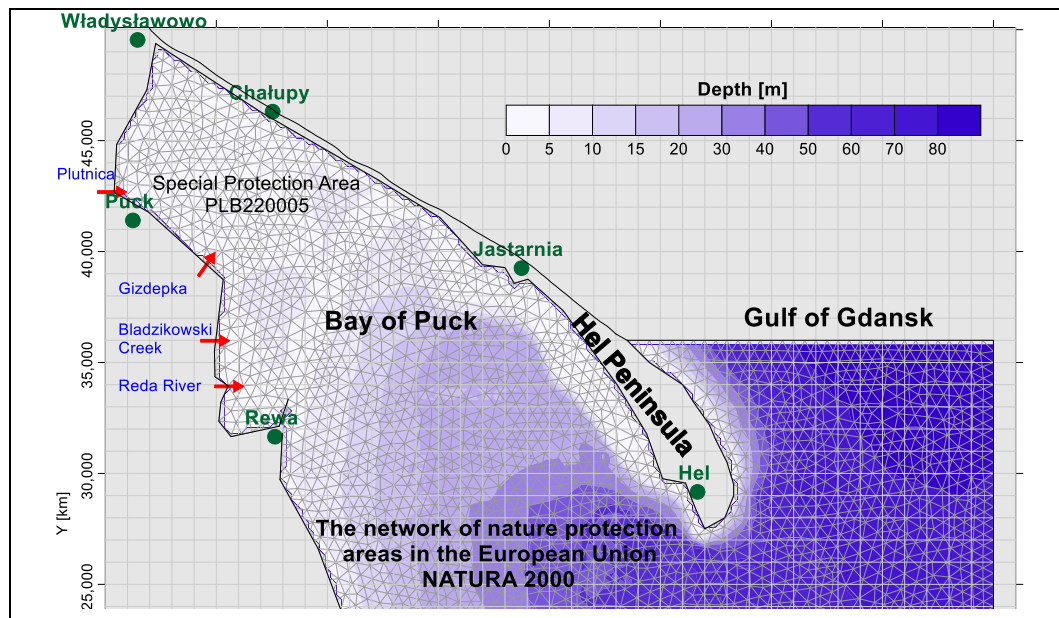 Władysławowo
Chałupy
Depth [m]
0 5 10 15 20 30 40 50 60 70 80
45,000
Plutnica
Special Protection Area
PLB220005
Puck
40,000
Jastarnia
Gizdepka
Bay of Puck
Hel Peninsula
Gulf of Gdansk
Bladzikowski
Creek
35,000
Reda River
Rewa
30,000
Hel
Y [km]
The network of nature protection
areas in the European Union
NATURA 2000
25,000